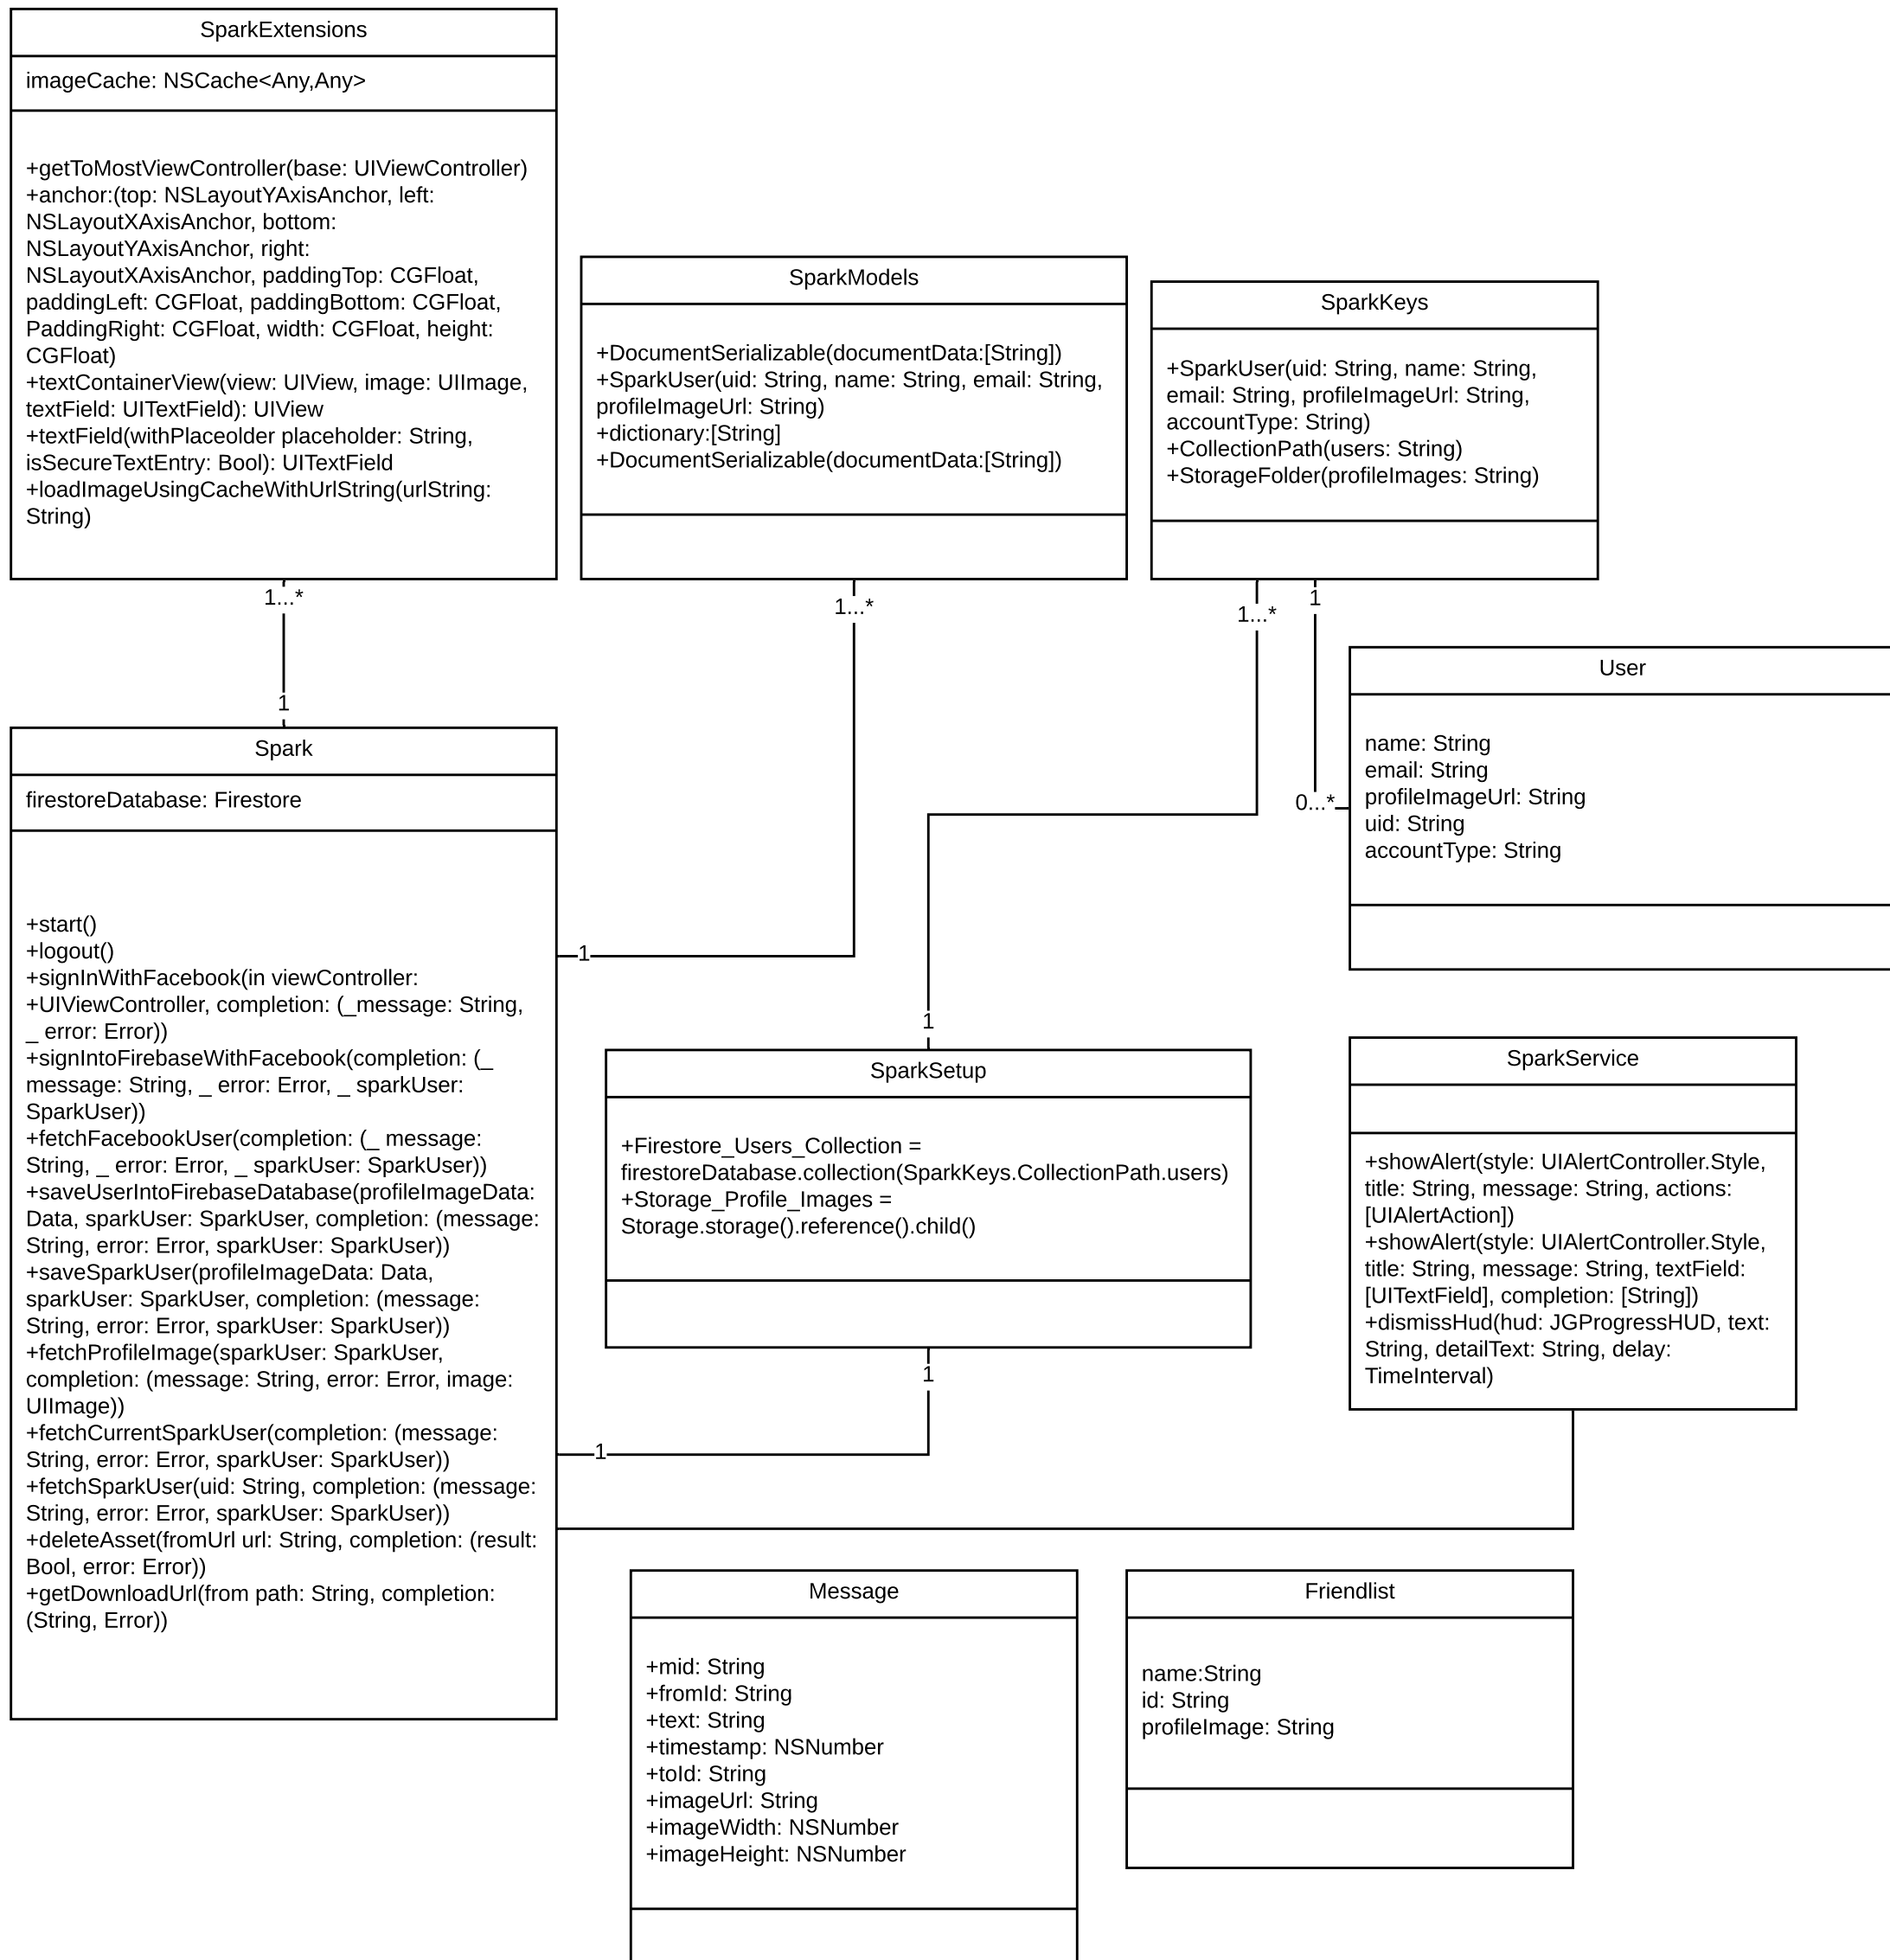 SparkExtensions
imageCache: NSCache<Any,Any>
+getToMostViewController(base: UIViewController)
+anchor:(top: NSLayoutYAxisAnchor, left:
NSLayoutXAxisAnchor, bottom:
NSLayoutYAxisAnchor, right:
NSLayoutXAxisAnchor, paddingTop: CGFloat,
paddingLeft: CGFloat, paddingBottom: CGFloat,
PaddingRight: CGFloat, width: CGFloat, height:
CGFloat)
+textContainerView(view: UIView, image: UIImage,
textField: UITextField): UIView
+textField(withPlaceolder placeholder: String,
isSecureTextEntry: Bool): UITextField
+loadImageUsingCacheWithUrlString(urlString:
String)
SparkModels
+DocumentSerializable(documentData:[String])
+SparkUser(uid: String, name: String, email: String,
profileImageUrl: String)
+dictionary:[String]
+DocumentSerializable(documentData:[String])
SparkKeys
+SparkUser(uid: String, name: String,
email: String, profileImageUrl: String,
accountType: String)
+CollectionPath(users: String)
+StorageFolder(profileImages: String)
1...*
1...*
1...*
1
1
0...*
User
name: String
email: String
profileImageUrl: String
uid: String
accountType: String
Spark
firestoreDatabase: Firestore
+start()
+logout()
+signInWithFacebook(in viewController:
+UIViewController, completion: (_message: String,
_ error: Error))
+signIntoFirebaseWithFacebook(completion: (_
message: String, _ error: Error, _ sparkUser:
SparkUser))
+fetchFacebookUser(completion: (_ message:
String, _ error: Error, _ sparkUser: SparkUser))
+saveUserIntoFirebaseDatabase(profileImageData:
Data, sparkUser: SparkUser, completion: (message:
String, error: Error, sparkUser: SparkUser))
+saveSparkUser(profileImageData: Data,
sparkUser: SparkUser, completion: (message:
String, error: Error, sparkUser: SparkUser))
+fetchProfileImage(sparkUser: SparkUser,
completion: (message: String, error: Error, image:
UIImage))
+fetchCurrentSparkUser(completion: (message:
String, error: Error, sparkUser: SparkUser))
+fetchSparkUser(uid: String, completion: (message:
String, error: Error, sparkUser: SparkUser))
+deleteAsset(fromUrl url: String, completion: (result:
Bool, error: Error))
+getDownloadUrl(from path: String, completion:
(String, Error))
1
1
SparkSetup
+Firestore_Users_Collection =
firestoreDatabase.collection(SparkKeys.CollectionPath.users)
+Storage_Profile_Images =
Storage.storage().reference().child()
1
1
SparkService
+showAlert(style: UIAlertController.Style,
title: String, message: String, actions:
[UIAlertAction])
+showAlert(style: UIAlertController.Style,
title: String, message: String, textField:
[UITextField], completion: [String])
+dismissHud(hud: JGProgressHUD, text:
String, detailText: String, delay:
TimeInterval)
Message
+mid: String
+fromId: String
+text: String
+timestamp: NSNumber
+toId: String
+imageUrl: String
+imageWidth: NSNumber
+imageHeight: NSNumber
Friendlist
name:String
id: String
profileImage: String